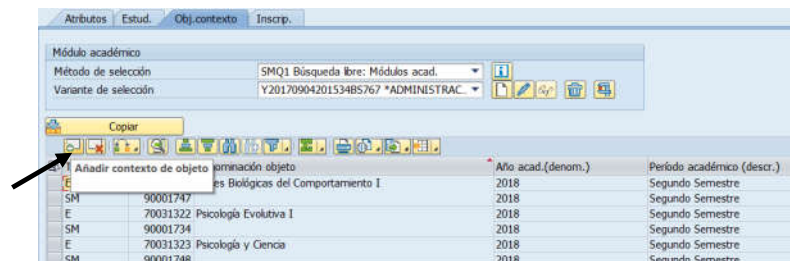 Atributos Estud. Obj.contexto Inscrip.
Módulo académico
Método de selección SMQ1 Búsqueda libre: Módulos acad.
Variante de selección Y20170904201534BS767 *ADMINISTRAC..
Copiar
Añadir contexto de objeto
ominación objeto Año acad.(denom.) Período académico (descr.)
E es Biológicas del Comportamiento I 2018 Segundo Semestre
SM 90001747 2018 Segundo Semestre
E 70031322 Psicología Evolutiva I 2018 Segundo Semestre
SM 90001734 2018 Segundo Semestre
E 70031323 Psicología y Ciencia 2018 Segundo Semestre
SM 90001748 2018 Segundo Semestre